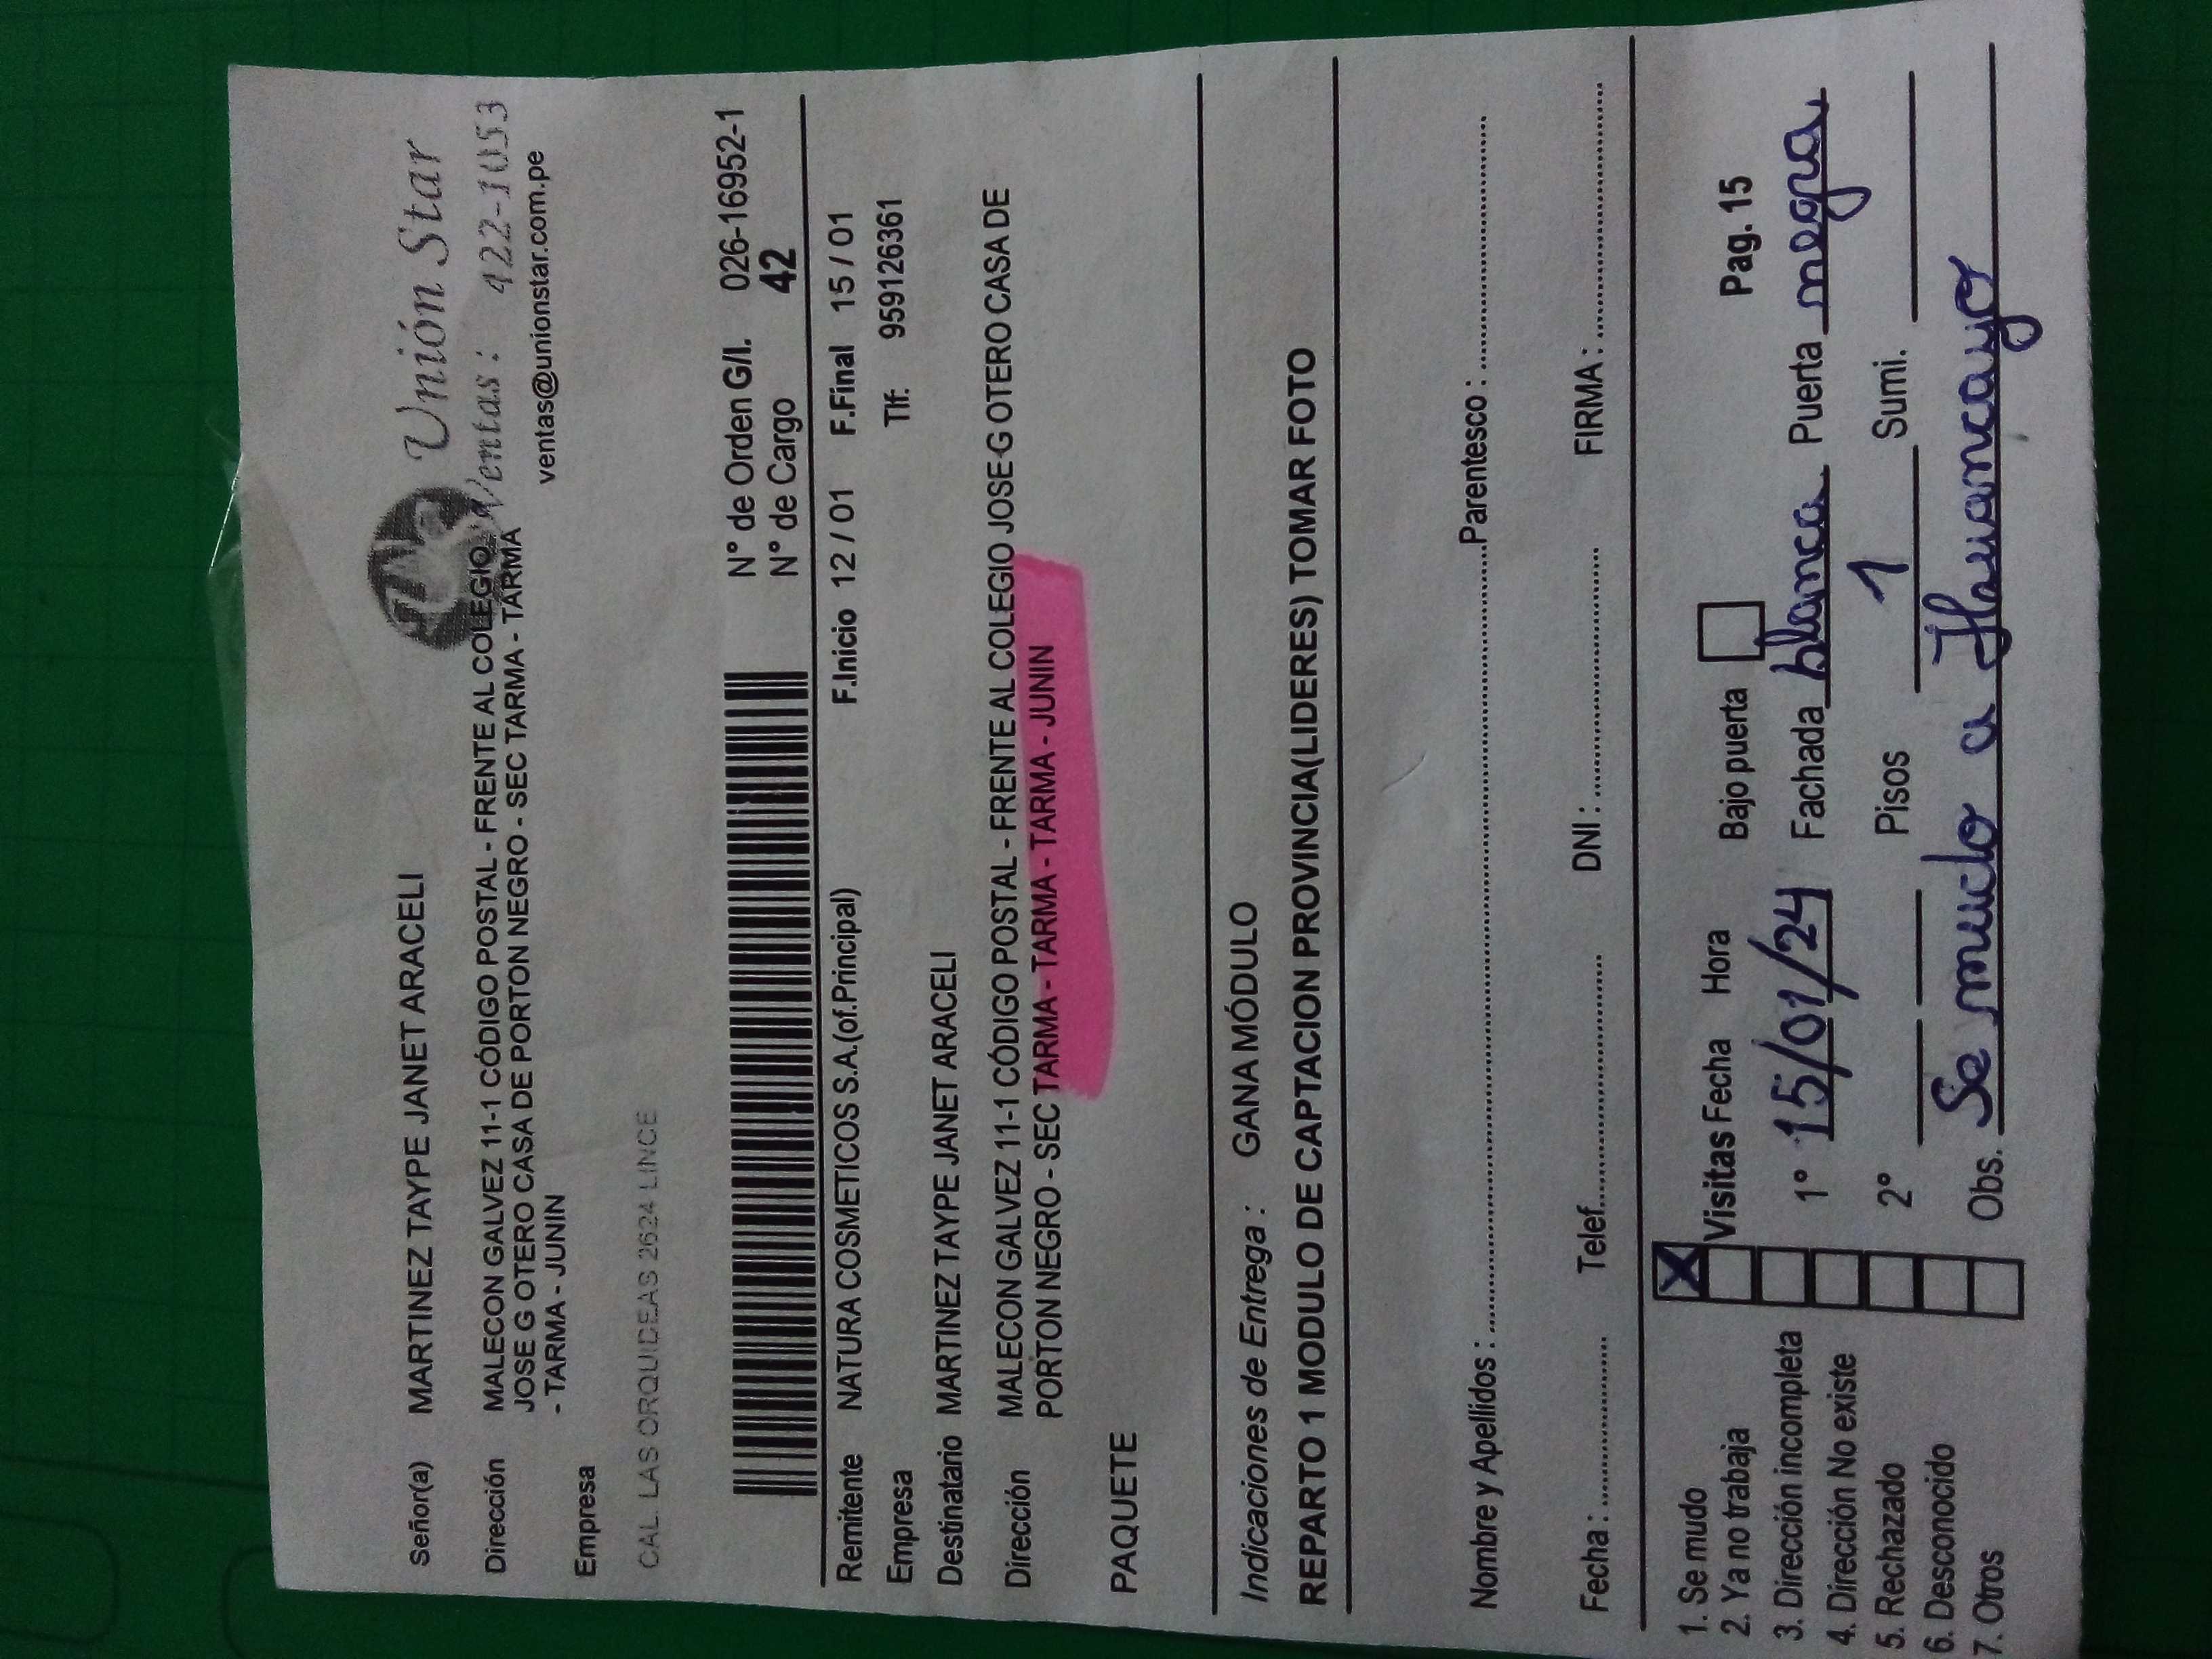 Unión Star
Ventas: 422-1053
ventas@unionstar.com.pe
Señor(a) MARTINEZ TAYPE JANET ARACELI
Dirección MALECON GALVEZ 11-1 CÓDIGO POSTAL - FRENTE AL COLEGIO
JOSE G OTERO CASA DE PORTON NEGRO - SEC TARMA - TARMA
- TARMA - JUNIN
Empresa
CAL. LAS ORQUIDEAS 2624 LINCE
N° de Orden G/I. 026-16952-1
N° de Cargo 42
Remitente NATURA COSMETICOS S.A.(of.Principal) F.Inicio 12 / 01 F.Final 15 / 01
Empresa Tlf: 959126361
Destinatario MARTINEZ TAYPE JANET ARACELI
Dirección MALECON GALVEZ 11-1 CÓDIGO POSTAL - FRENTE AL COLEGIO JOSE G OTERO CASA DE
PORTON NEGRO - SEC TARMA - TARMA - TARMA - JUNIN
PAQUETE
Indicaciones de Entrega : GANA MÓDULO
REPARTO 1 MODULO DE CAPTACION PROVINCIA(LIDERES) TOMAR FOTO
Nombre y Apellidos : Parentesco :
Fecha : Telef. DNI : FIRMA :
1. Se mudo X
2. Ya no trabaja Visitas Fecha Hora Bajo puerta Pag. 15
3. Dirección incompleta 1° 15/01/24 Fachada blanca Puerta negra
4. Dirección No existe
5. Rechazado 2° Pisos 1 Sumi.
6. Desconocido
7. Otros Obs. Se mudo a Huancayo